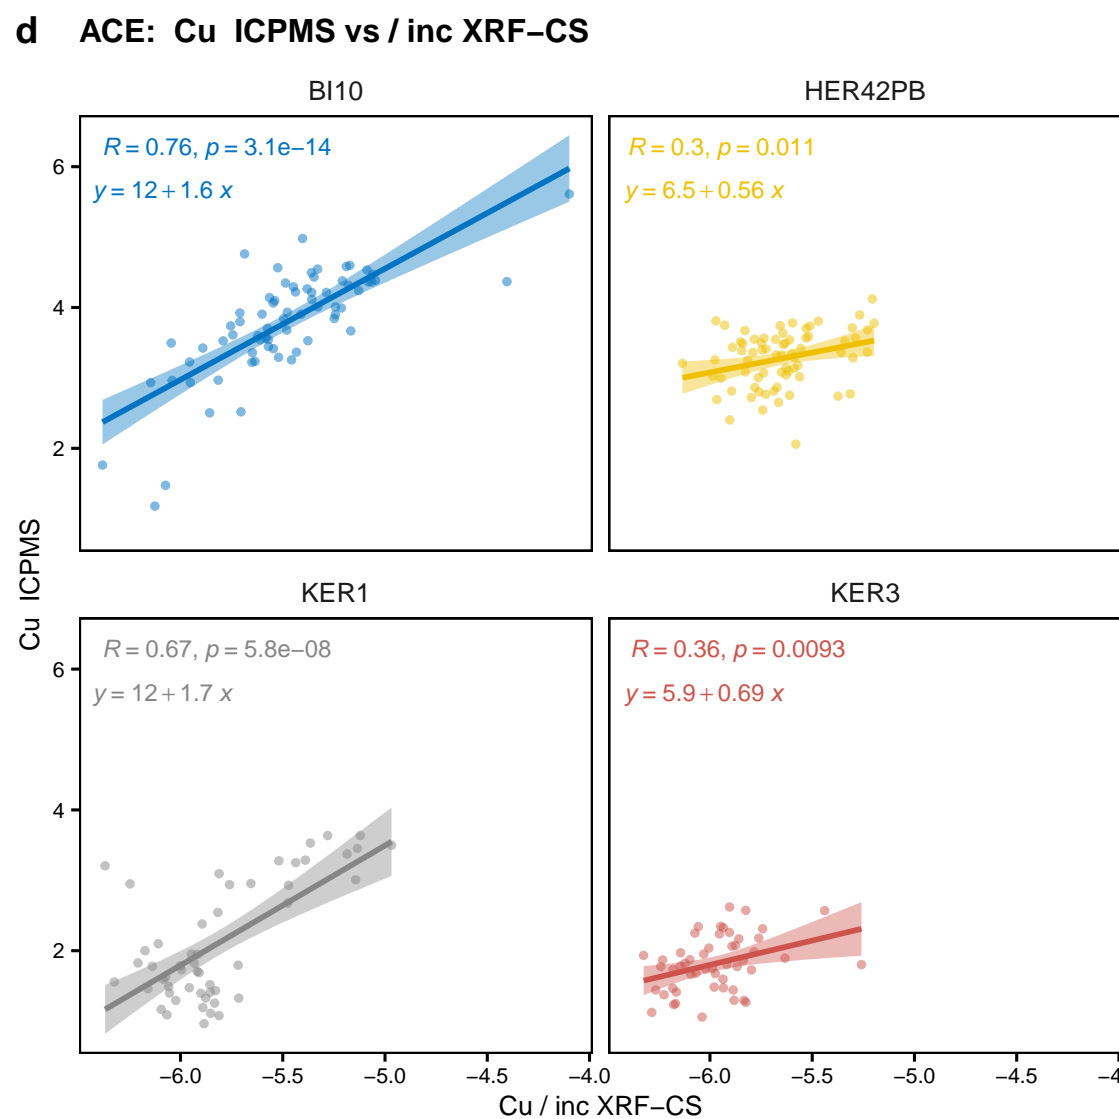 d ACE: Cu ICPMS vs / inc XRF−CS
BI10
HER42PB
R = 0.76, p = 3.1e−14
y = 12 + 1.6 x
R = 0.3, p = 0.011
y = 6.5 + 0.56 x
6
4
2
KER1
KER3
R = 0.67, p = 5.8e−08
y = 12 + 1.7 x
R = 0.36, p = 0.0093
y = 5.9 + 0.69 x
6
4
2
Cu ICPMS
−6.0 −5.5 −5.0 −4.5 −4.0
−6.0 −5.5 −5.0 −4.5 −4
Cu / inc XRF−CS